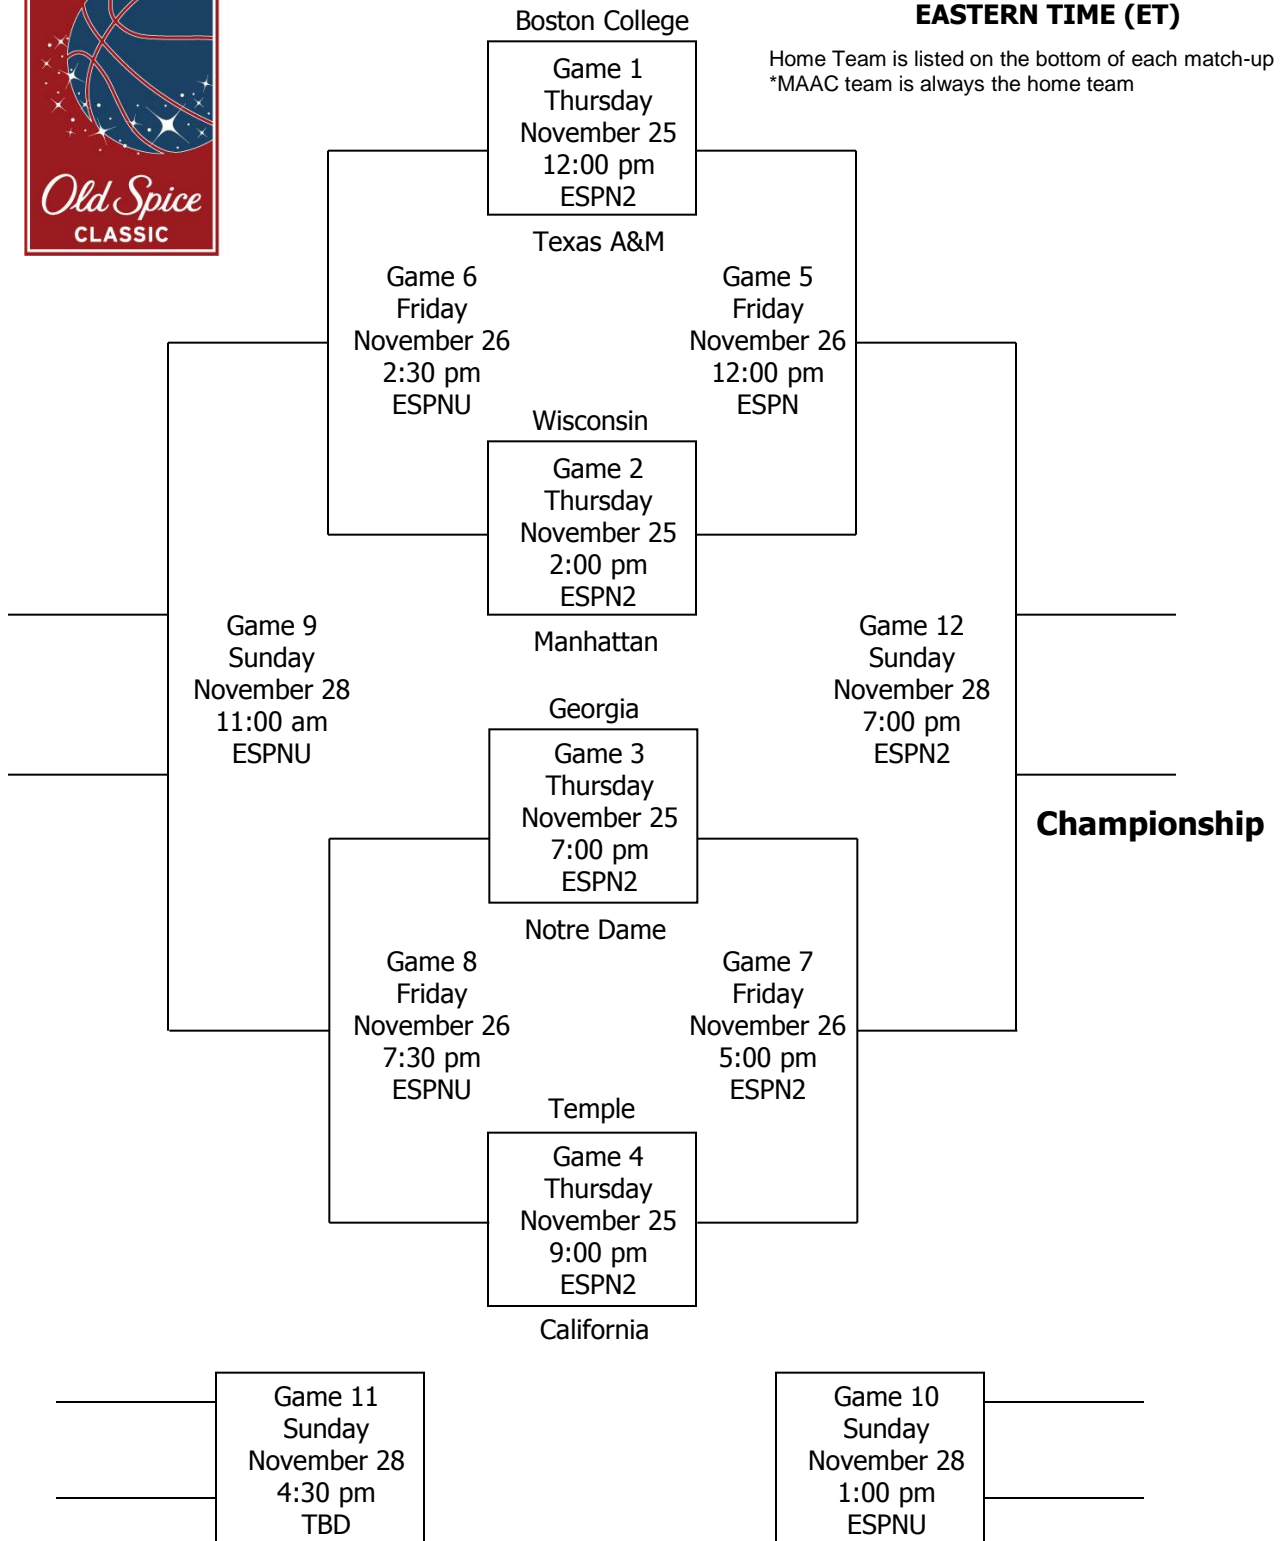 Old Spice
CLASSIC
EASTERN TIME (ET)
Home Team is listed on the bottom of each match-up
*MAAC team is always the home team
Boston College
Game 1
Thursday
November 25
12:00 pm
ESPN2
Texas A&M
Game 6
Friday
November 26
2:30 pm
ESPNU
Game 5
Friday
November 26
12:00 pm
ESPN
Wisconsin
Game 2
Thursday
November 25
2:00 pm
ESPN2
Manhattan
Game 9
Sunday
November 28
11:00 am
ESPNU
Game 12
Sunday
November 28
7:00 pm
ESPN2
Championship
Georgia
Game 3
Thursday
November 25
7:00 pm
ESPN2
Notre Dame
Game 8
Friday
November 26
7:30 pm
ESPNU
Game 7
Friday
November 26
5:00 pm
ESPN2
Temple
Game 4
Thursday
November 25
9:00 pm
ESPN2
California
Game 11
Sunday
November 28
4:30 pm
TBD
Game 10
Sunday
November 28
1:00 pm
ESPNU